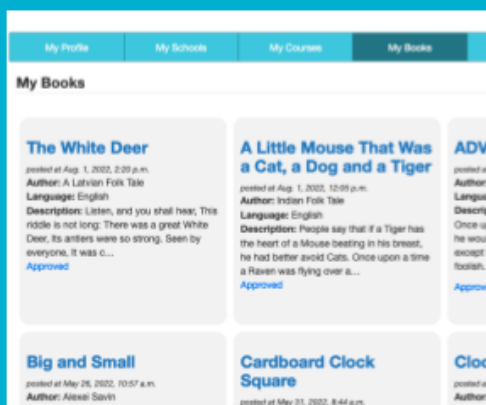 My Profile
My Schools
My Courses
My Books
My Books
The White Deer
posted at Aug. 1, 2022, 2:20 p.m.
Author: A Latvian Folk Tale
Language: English
Description: Listen, and you shall hear, This
riddle is not long: There was a great White
Deer, Its antlers were so strong. Seen by
everyone, It was c...
Approved
A Little Mouse That Was
a Cat, a Dog and a Tiger
posted at Aug. 1, 2022, 12:05 p.m.
Author: Indian Folk Tale
Language: English
Description: People say that if a Tiger has
the heart of a Mouse beating in his breast,
he had better avoid Cats. Once upon a time
a Raven was flying over a...
Approved
ADV
posted a
Author
Langua
Descrip
Once u
he wou
except
foolish.
Approv
Big and Small
posted at May 26, 2022, 10:57 a.m.
Author: Alexei Savin
Cardboard Clock
Square
posted at May 31, 2022, 8:44 a.m.
Cloc
posted a
Author